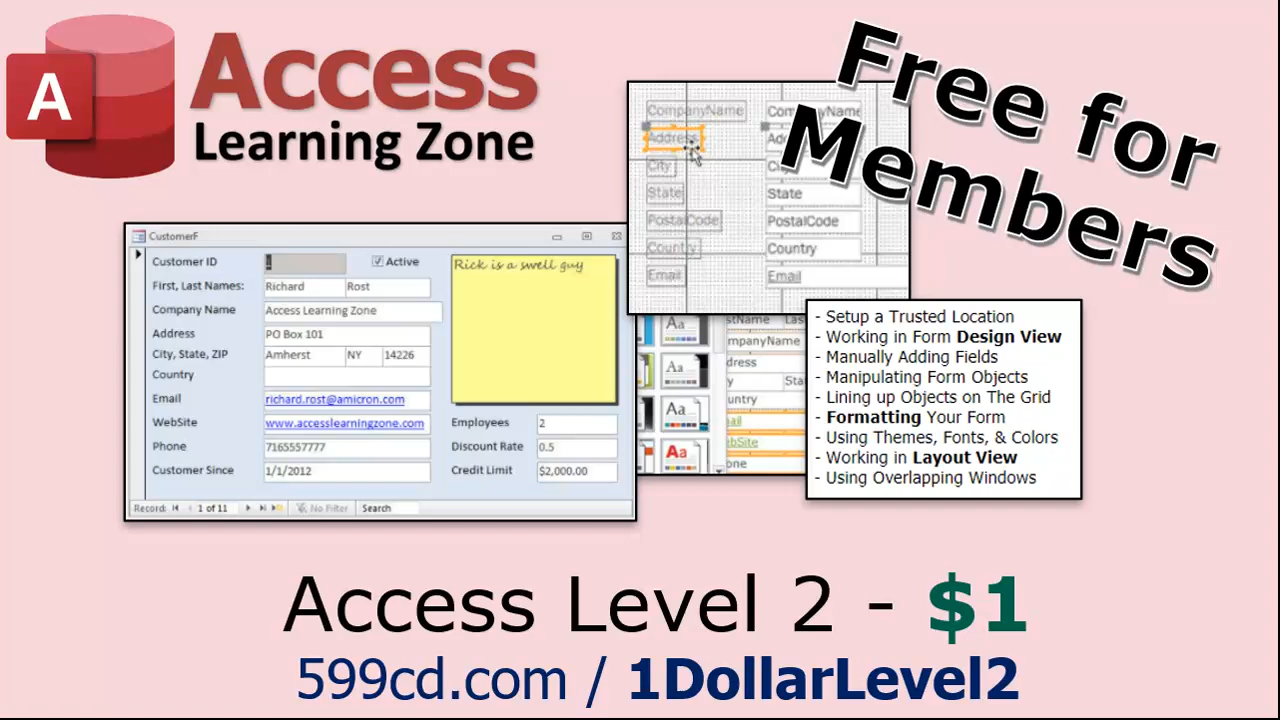 A
Access
Learning Zone
Free for
Members
CompanyName CompanyName
Address
City
State State
PostalCode PostalCode
Country Country
Email Email
CustomerF
Customer ID
Active
First, Last Names: Richard Rost
Company Name Access Learning Zone
Address PO Box 101
City, State, ZIP Amherst NY 14226
Country
Email richard.rost@amicron.com
WebSite www.accesslearningzone.com
Phone 7165557777
Customer Since 1/1/2012
Rick is a swell guy
Employees 2
Discount Rate 0.5
Credit Limit $2,000.00
Record: 1 of 11 No Filter Search
Aa
Aa
Aa
Aa
- Setup a Trusted Location
- Working in Form Design View
- Manually Adding Fields
- Manipulating Form Objects
- Lining up Objects on The Grid
- Formatting Your Form
- Using Themes, Fonts, & Colors
- Working in Layout View
- Using Overlapping Windows
Access Level 2 - $1
599cd.com / 1DollarLevel2